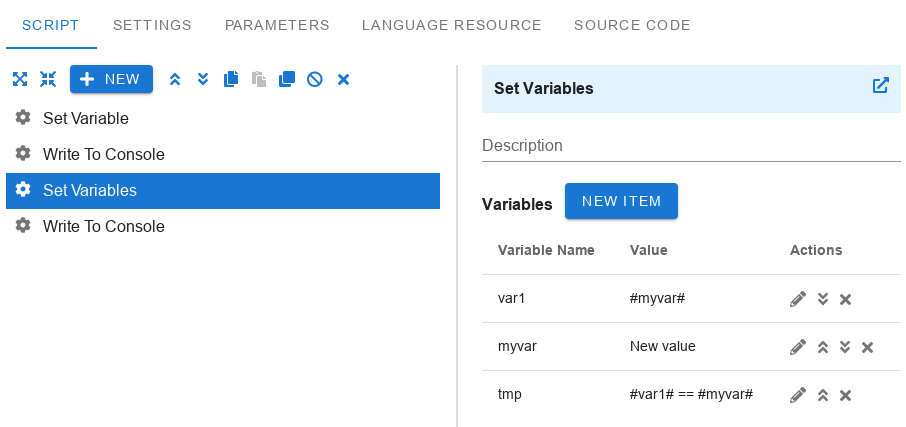 SCRIPT SETTINGS PARAMETERS LANGUAGE RESOURCE SOURCE CODE
NEW
Set Variable
Write To Console
Set Variables
Write To Console
Set Variables
Description
Variables NEW ITEM
Variable Name Value Actions
var1 #myvar#
myvar New value
tmp #var1# == #myvar#